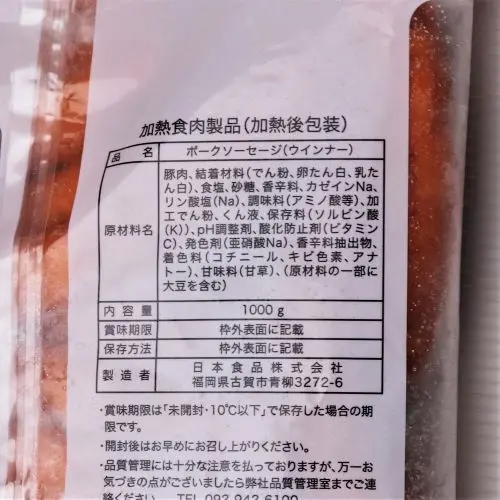 加熱食肉製品(加熱後包装)
品 名 ポークソーセージ(ウインナー)
原材料名 豚肉、結着材料(でん粉、卵たん白、乳た
ん白)、食塩、砂糖、香辛料、カゼインNa、
リン酸塩(Na)、調味料(アミノ酸等)、加
工でん粉、くん液、保存料(ソルビン酸
(K))、pH調整剤、酸化防止剤(ビタミン
C)、発色剤(亜硝酸Na)、香辛料抽出物、
着色料(コチニール、キビ色素、アナ
トー)、甘味料(甘草)、(原材料の一部に
大豆を含む)
内容量 1000g
賞味期限 枠外表面に記載
保存方法 枠外表面に記載
製造者 日本食品株式会社
福岡県古賀市青柳3272-6
・賞味期限は「未開封・10℃以下」で保存した場合の期
限です。
・開封後はお早めにお召し上がりください。
・品質管理には十分な注意を払っておりますが、万一お
気づきの点がございましたら弊社品質管理室までご連
絡ください。 TEL 092-943-6100